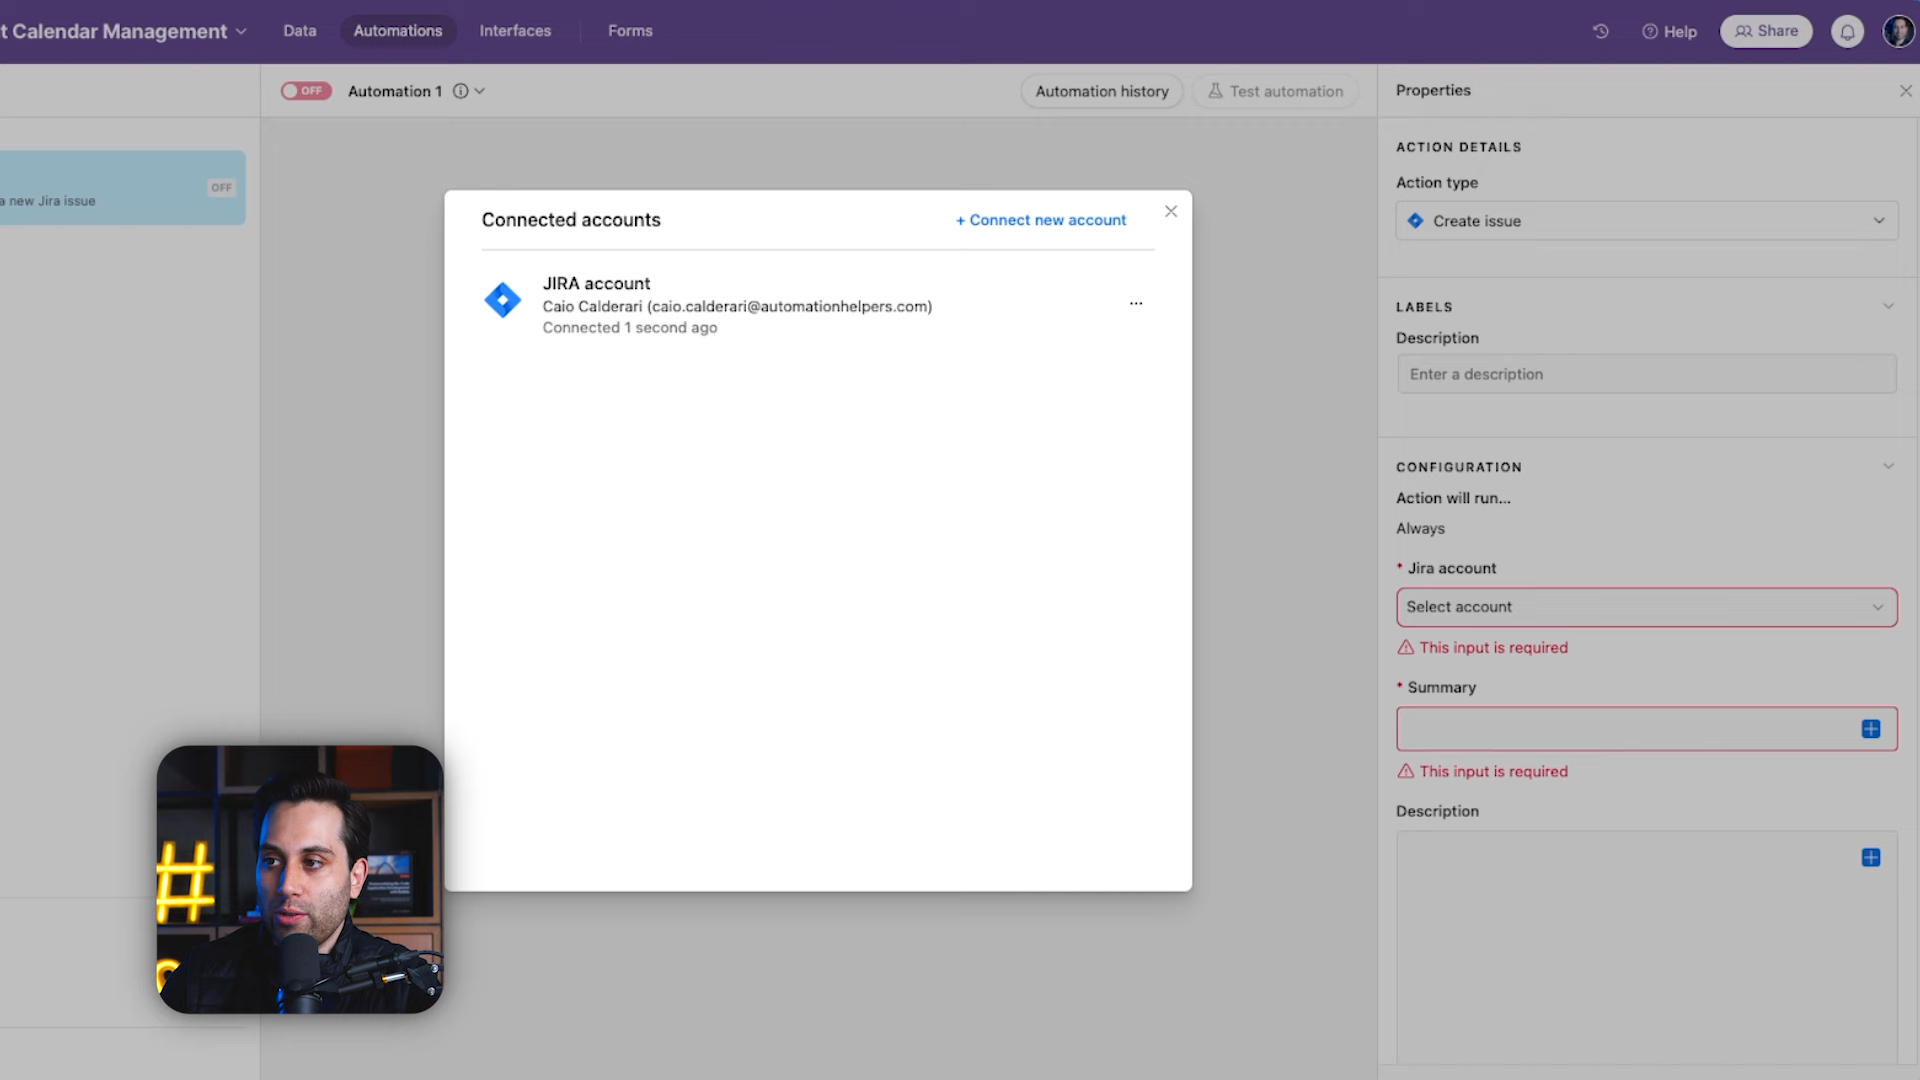 t Calendar Management
Data
Automations
Interfaces
Forms
Help
Share
OFF
Automation 1
Automation history
Test automation
Properties
OFF
a new Jira issue
Connected accounts
+ Connect new account
JIRA account
Caio Calderari (caio.calderari@automationhelpers.com)
Connected 1 second ago
...
ACTION DETAILS
Action type
Create issue
LABELS
Description
Enter a description
CONFIGURATION
Action will run...
Always
* Jira account
Select account
This input is required
* Summary
This input is required
Description
#